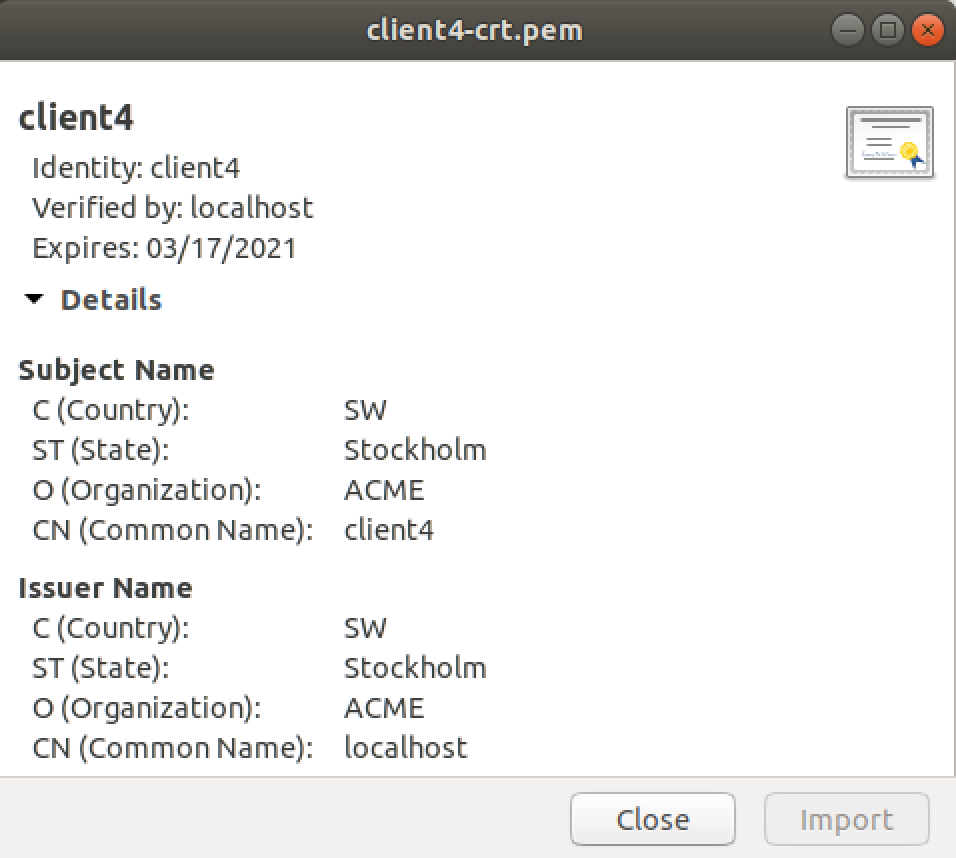 client4-crt.pem
client4
Identity: client4
Verified by: localhost
Expires: 03/17/2021
Details
Subject Name
C (Country): SW
ST (State): Stockholm
O (Organization): ACME
CN (Common Name): client4
Issuer Name
C (Country): SW
ST (State): Stockholm
O (Organization): ACME
CN (Common Name): localhost
Close Import